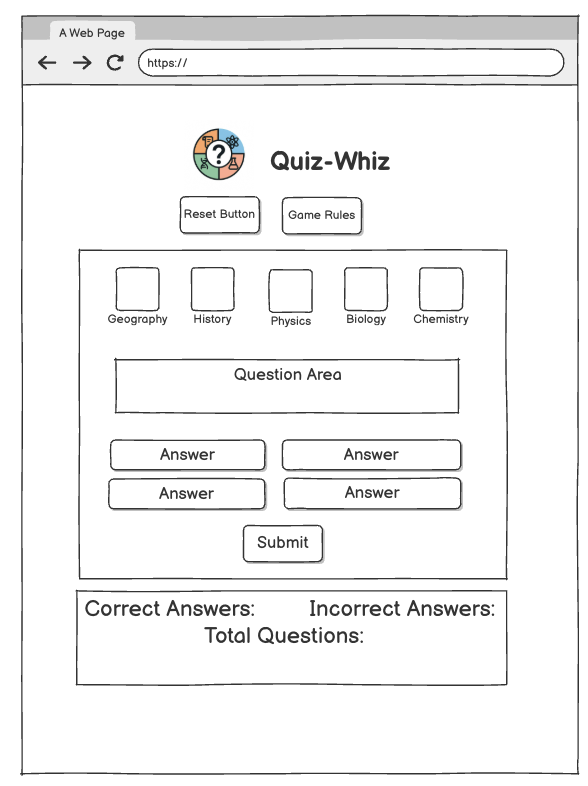 A Web Page
https://
?
Quiz-Whiz
Reset Button
Game Rules
Geography
History
Physics
Biology
Chemistry
Question Area
Answer
Answer
Answer
Answer
Submit
Correct Answers:
Incorrect Answers:
Total Questions: